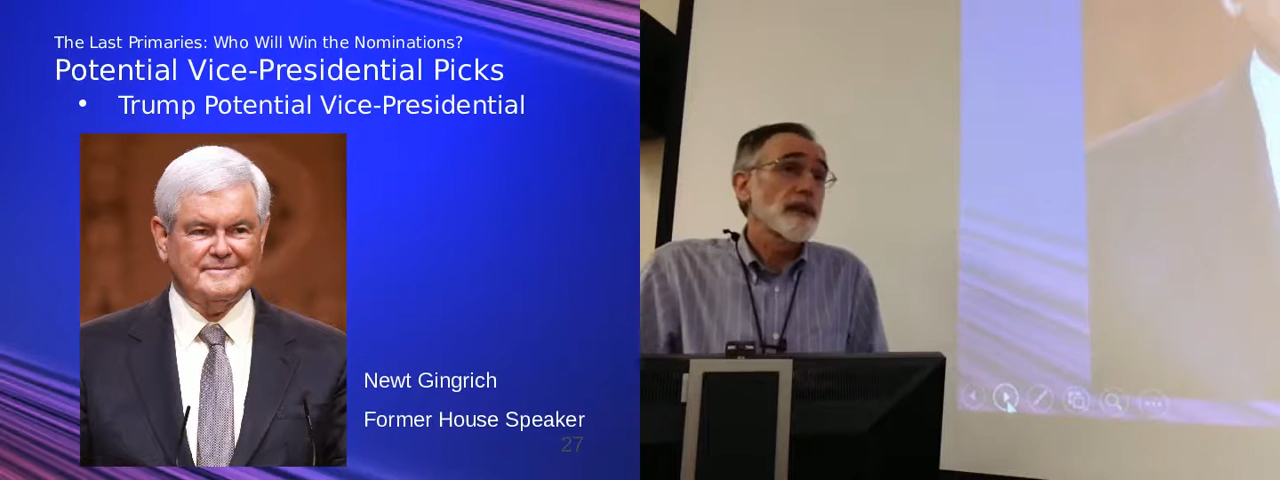 The Last Primaries: Who Will Win the Nominations?
Potential Vice-Presidential Picks
• Trump Potential Vice-Presidential
Newt Gingrich
Former House Speaker
27